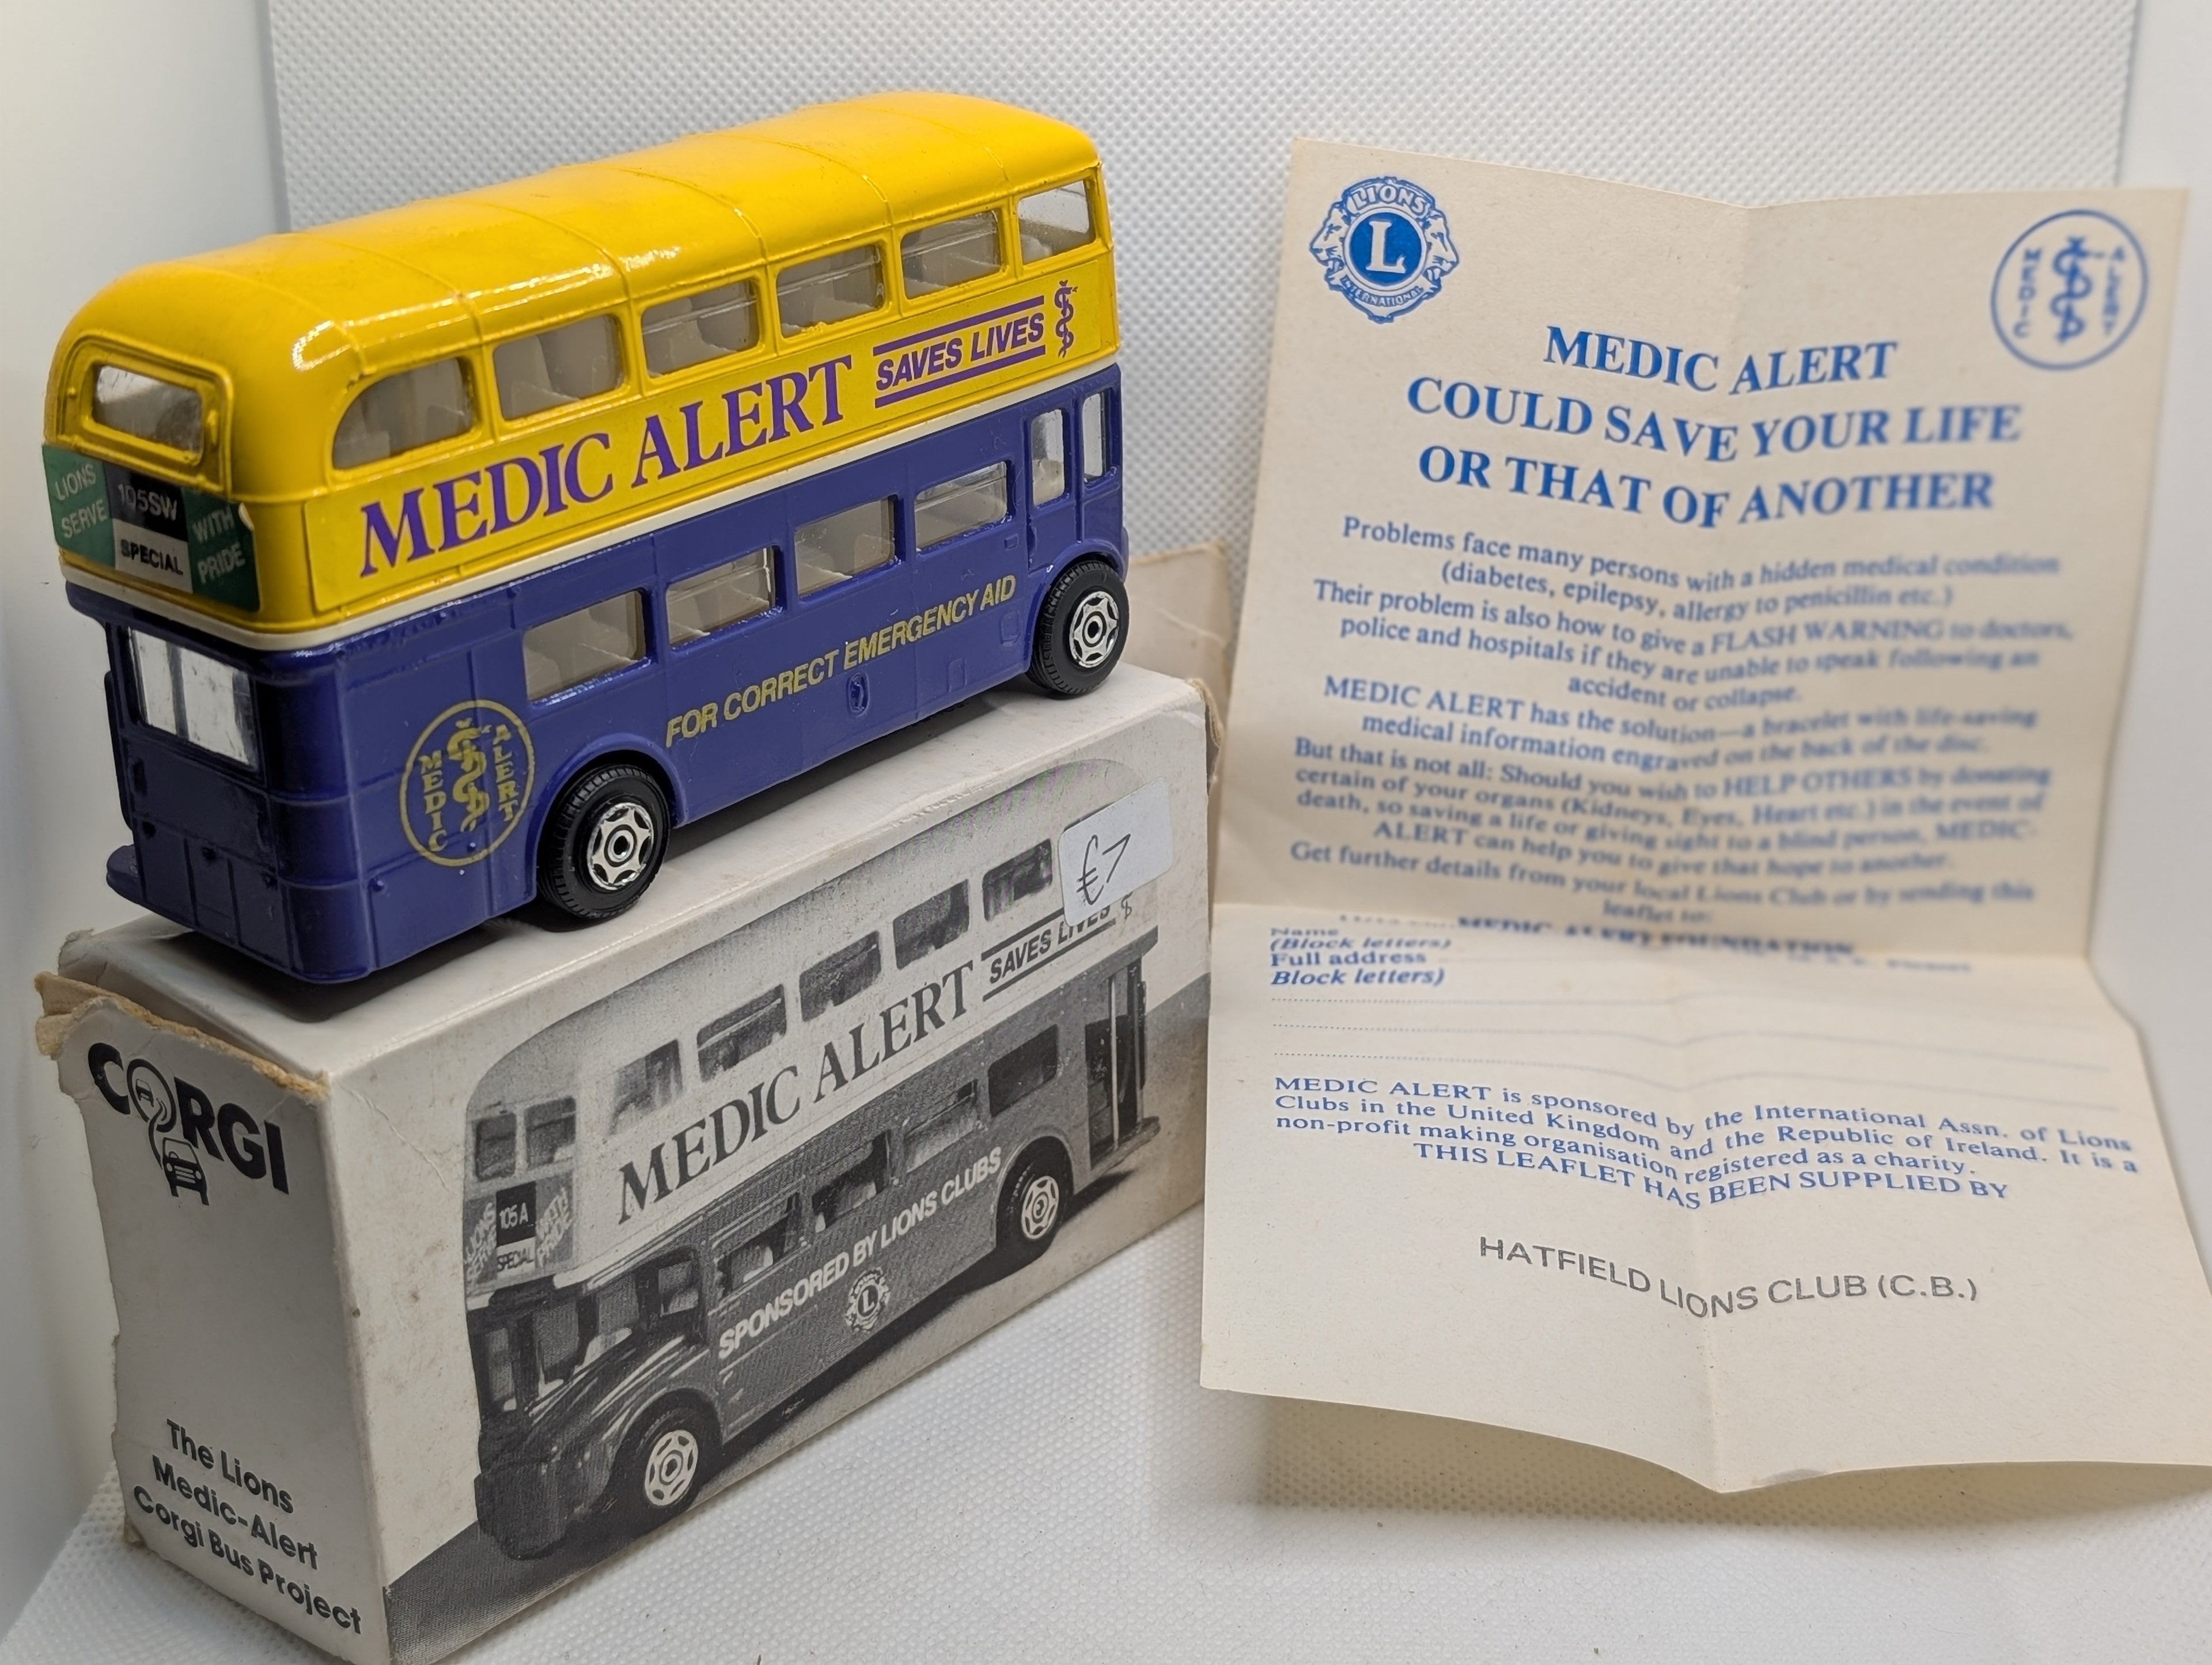 MEDIC ALERT SAVES LIVES
LIONS SERVE
105SW
SPECIAL
WITH PRIDE
FOR CORRECT EMERGENCY AID
MEDIC ALERT
€7
8
MEDIC ALERT SAVES LIVES
LIONS SERVE
105A
SPECIAL
WITH PRIDE
SPONSORED BY LIONS CLUBS
L
CORGI
The Lions
Medic-Alert
Corgi Bus Project
LIONS
L
INTERNATIONAL
MEDIC ALERT
MEDIC ALERT
COULD SAVE YOUR LIFE
OR THAT OF ANOTHER
Problems face many persons with a hidden medical condition
(diabetes, epilepsy, allergy to penicillin etc.)
Their problem is also how to give a FLASH WARNING to doctors,
police and hospitals if they are unable to speak following an
accident or collapse.
MEDIC ALERT has the solution—a bracelet with life-saving
medical information engraved on the back of the disc.
But that is not all: Should you wish to HELP OTHERS by donating
certain of your organs (Kidneys, Eyes, Heart etc.) in the event of
death, so saving a life or giving sight to a blind person, MEDIC-
ALERT can help you to give that hope to another.
Get further details from your local Lions Club or by sending this
leaflet to:
MEDIC ALERT FOUNDATION
Name
(Block letters)
Full address
Block letters)
MEDIC ALERT is sponsored by the International Assn. of Lions
Clubs in the United Kingdom and the Republic of Ireland. It is a
non-profit making organisation registered as a charity.
THIS LEAFLET HAS BEEN SUPPLIED BY
HATFIELD LIONS CLUB (C.B.)